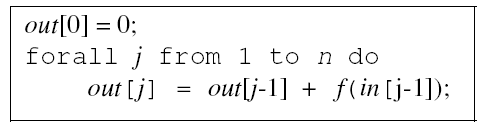 out[0] = 0;
forall j from 1 to n do
out[j] = out[j-1] + f(in[j-1]);